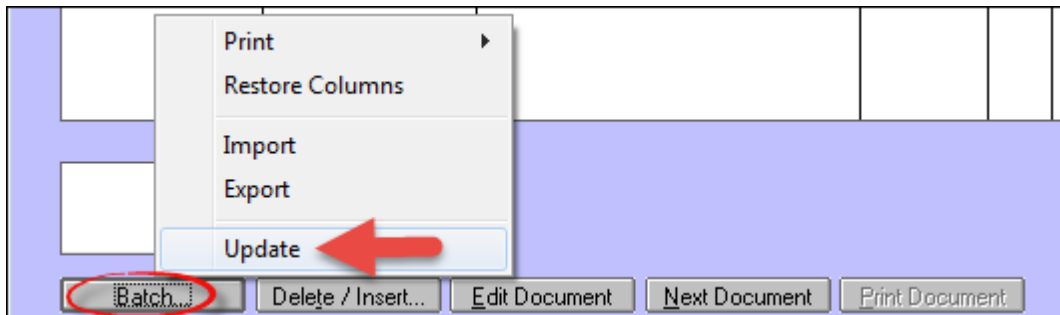 Print
Restore Columns
Import
Export
Update
Batch... Delete / Insert... Edit Document Next Document Print Document